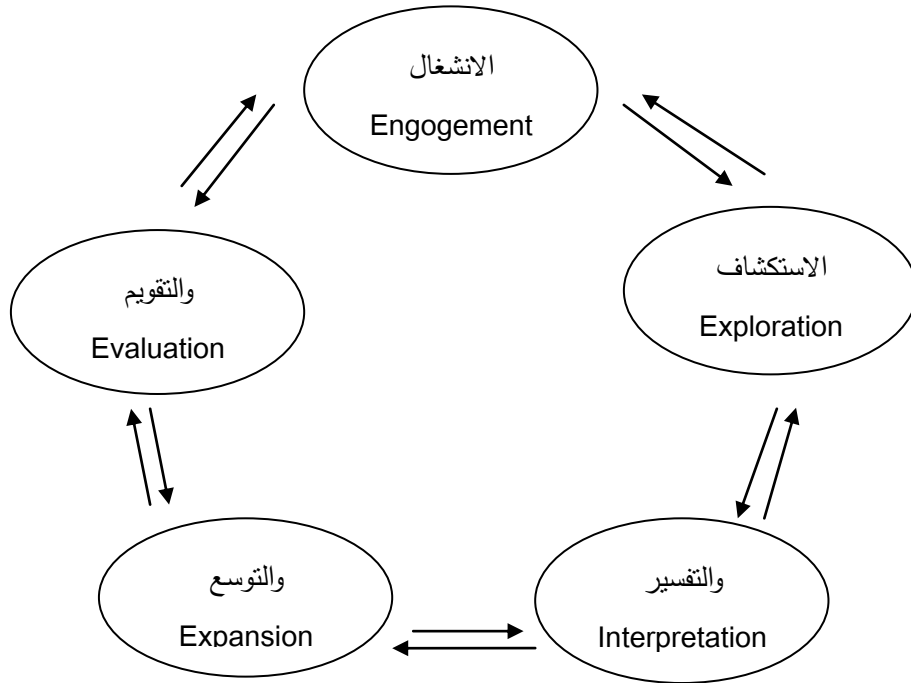 الانشغال
Engogement
الاستكشاف
Exploration
والتفسير
Interpretation
والتوسع
Expansion
والتقويم
Evaluation